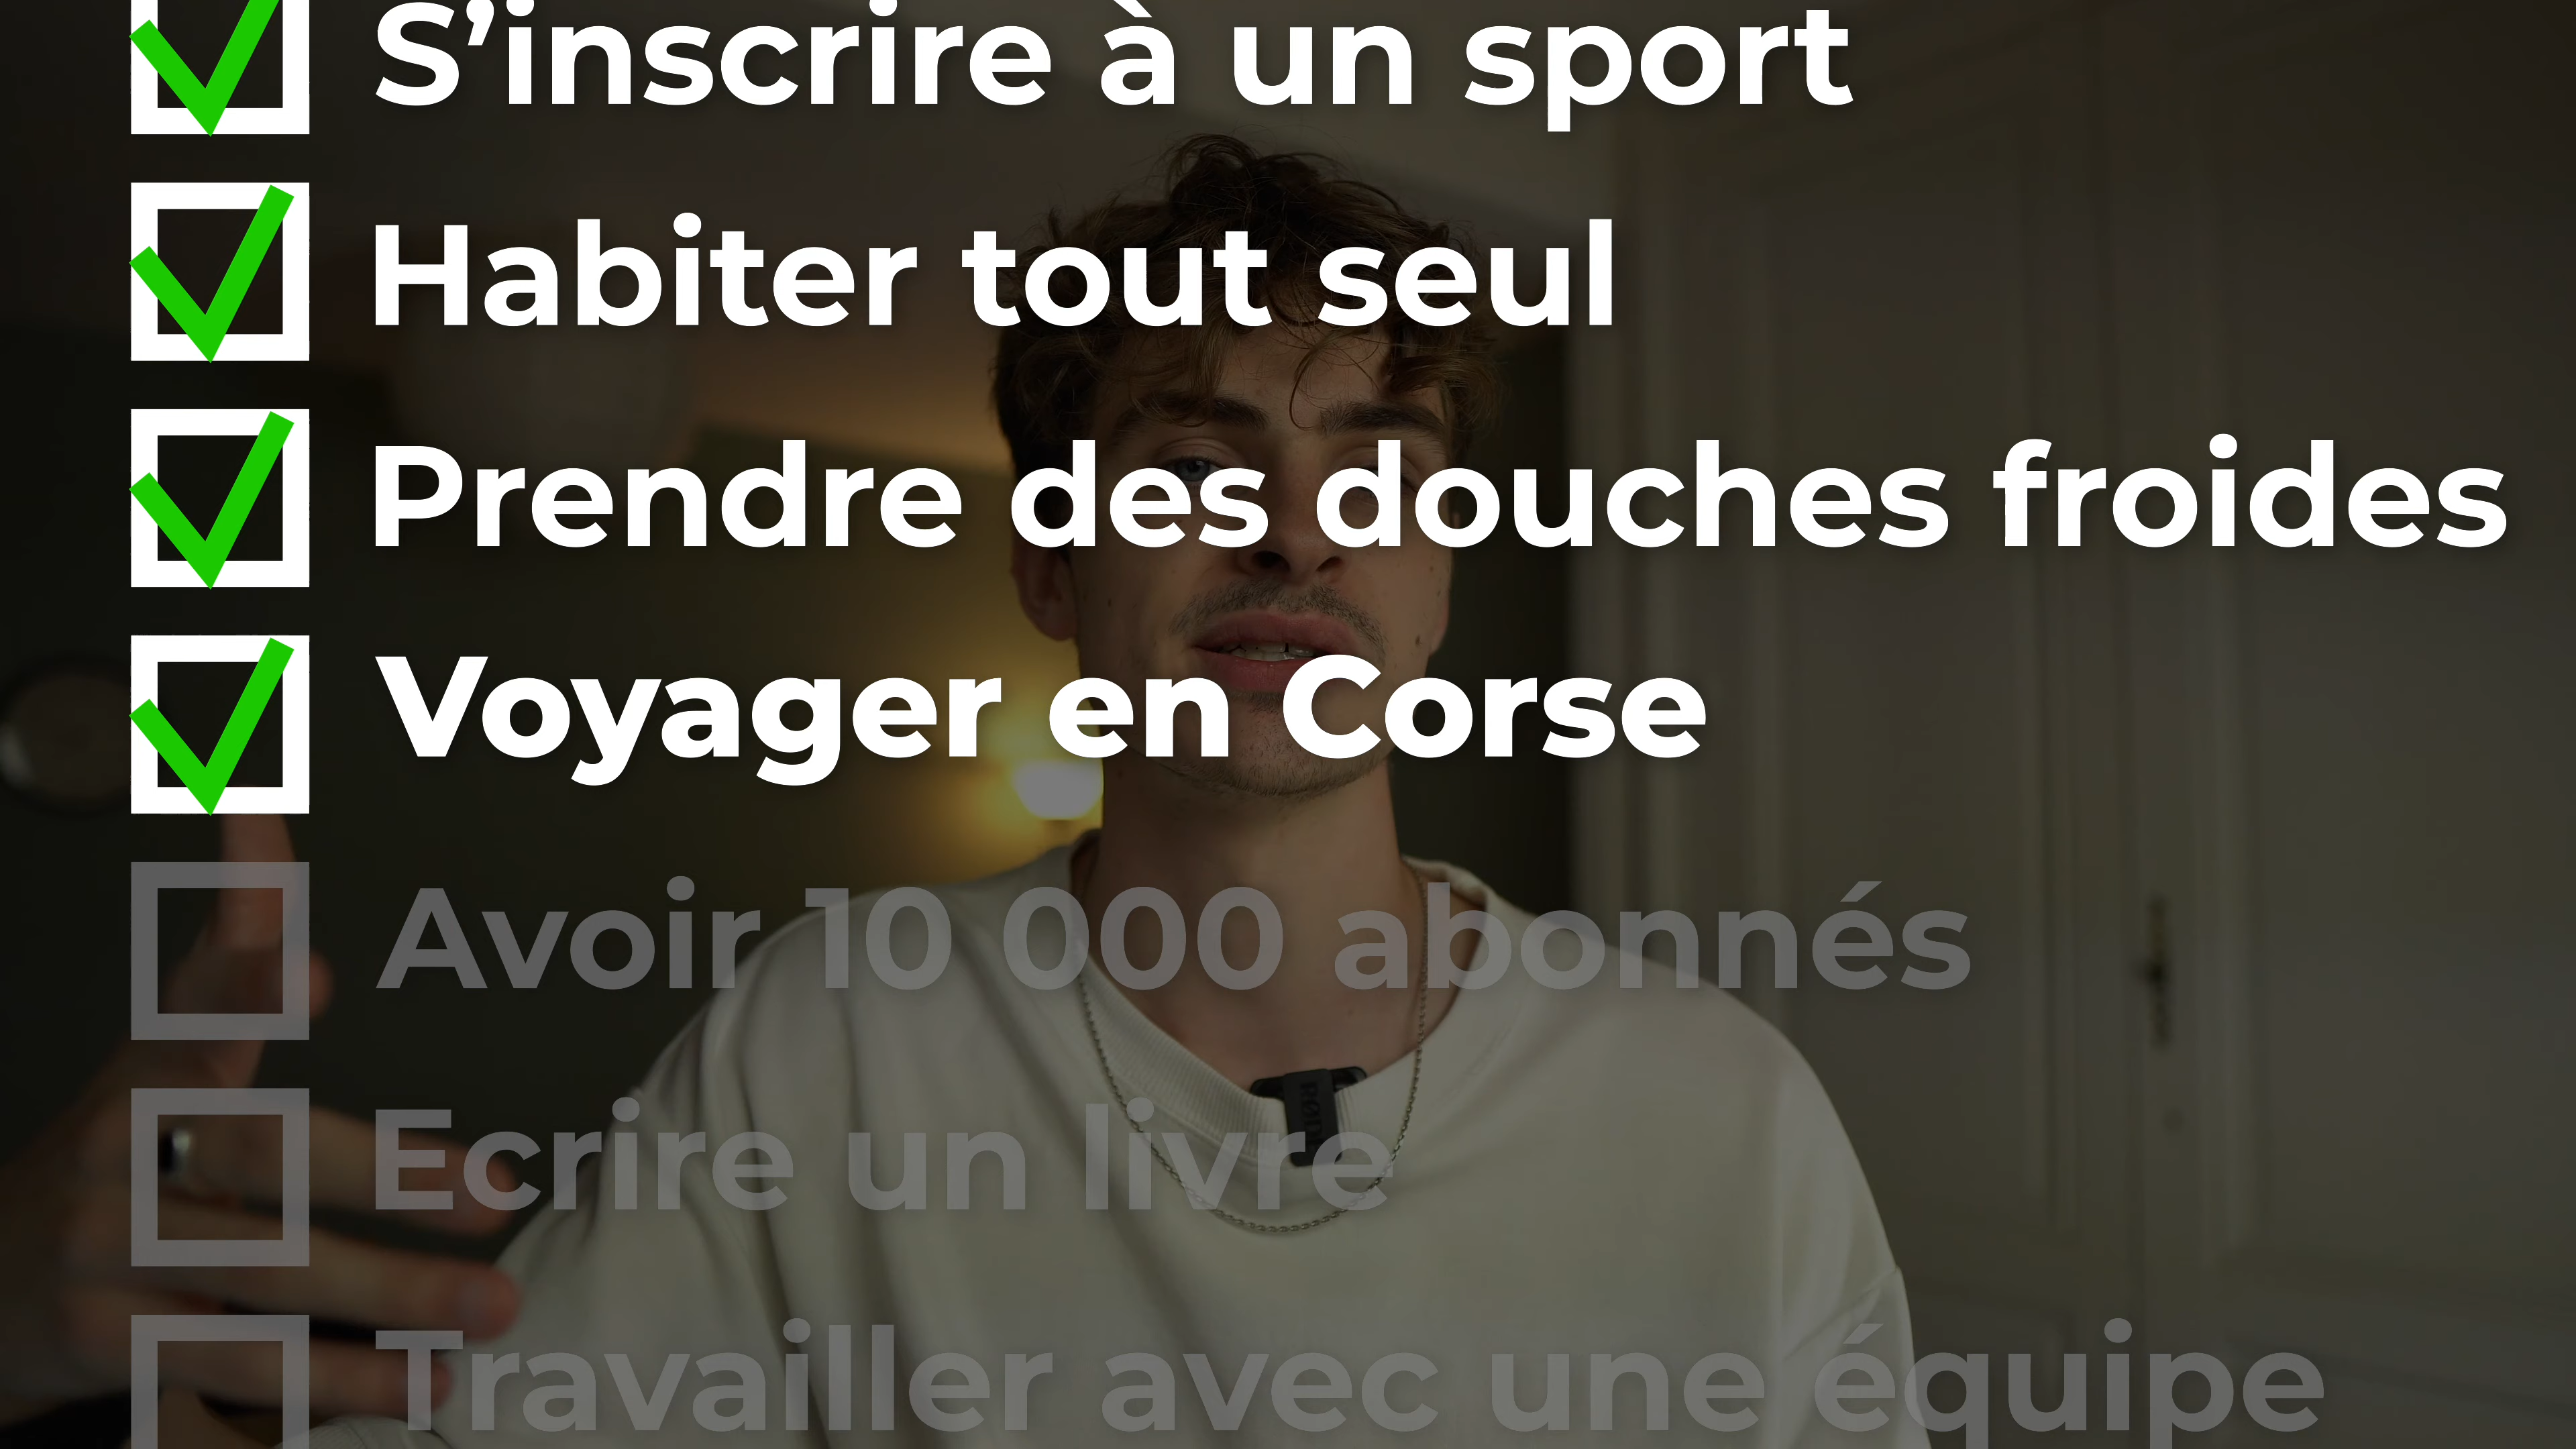 S’inscrire à un sport
Habiter tout seul
Prendre des douches froides
Voyager en Corse
Avoir 10 000 abonnés
Ecrire un livre
RØDE
Travailler avec une équipe